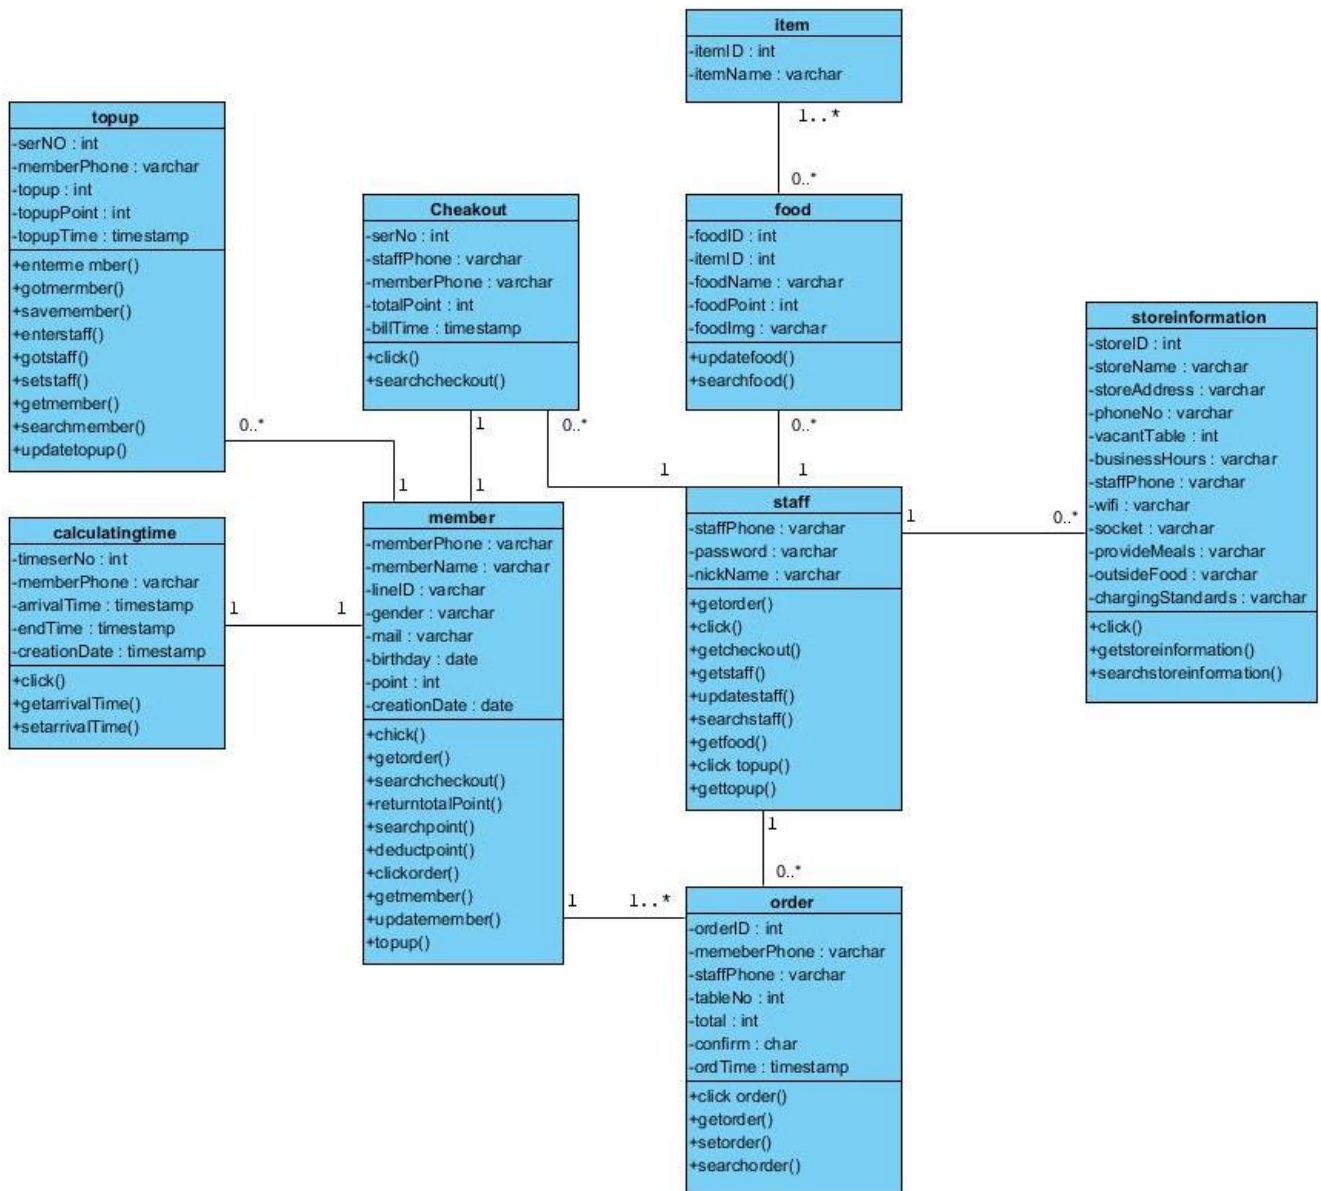 item
-itemID : int
-itemName : varchar
1..*
0..*
topup
-serNO : int
-memberPhone : varchar
-topup : int
-topupPoint : int
-topupTime : timestamp
+enterme mber()
+gotmermber()
+savemember()
+enterstaff()
+gotstaff()
+setstaff()
+getmember()
+searchmember()
+updatetopup()
0..*
1
Cheakout
-serNo : int
-staffPhone : varchar
-memberPhone : varchar
-totalPoint : int
-billTime : timestamp
+click()
+searchcheckout()
1
1
0..*
1
food
-foodID : int
-itemID : int
-foodName : varchar
-foodPoint : int
-foodImg : varchar
+updatefood()
+searchfood()
0..*
1
storeinformation
-storeID : int
-storeName : varchar
-storeAddress : varchar
-phoneNo : varchar
-vacantTable : int
-businessHours : varchar
-staffPhone : varchar
-wifi : varchar
-socket : varchar
-provideMeals : varchar
-outsideFood : varchar
-chargingStandards : varchar
+click()
+getstoreinformation()
+searchstoreinformation()
calculatingtime
-timeserNo : int
-memberPhone : varchar
-arrivalTime : timestamp
-endTime : timestamp
-creationDate : timestamp
+click()
+getarrivalTime()
+setarrivalTime()
1
1
member
-memberPhone : varchar
-memberName : varchar
-lineID : varchar
-gender : varchar
-mail : varchar
-birthday : date
-point : int
-creationDate : date
+chick()
+getorder()
+searchcheckout()
+returntotalPoint()
+searchpoint()
+deductpoint()
+clickorder()
+getmember()
+updatemember()
+topup()
1
1..*
staff
-staffPhone : varchar
-password : varchar
-nickName : varchar
+getorder()
+click()
+getcheckout()
+getstaff()
+updatestaff()
+searchstaff()
+getfood()
+click topup()
+gettopup()
1
0..*
1
0..*
order
-orderID : int
-memeberPhone : varchar
-staffPhone : varchar
-tableNo : int
-total : int
-confirm : char
-ordTime : timestamp
+click order()
+getorder()
+setorder()
+searchorder()